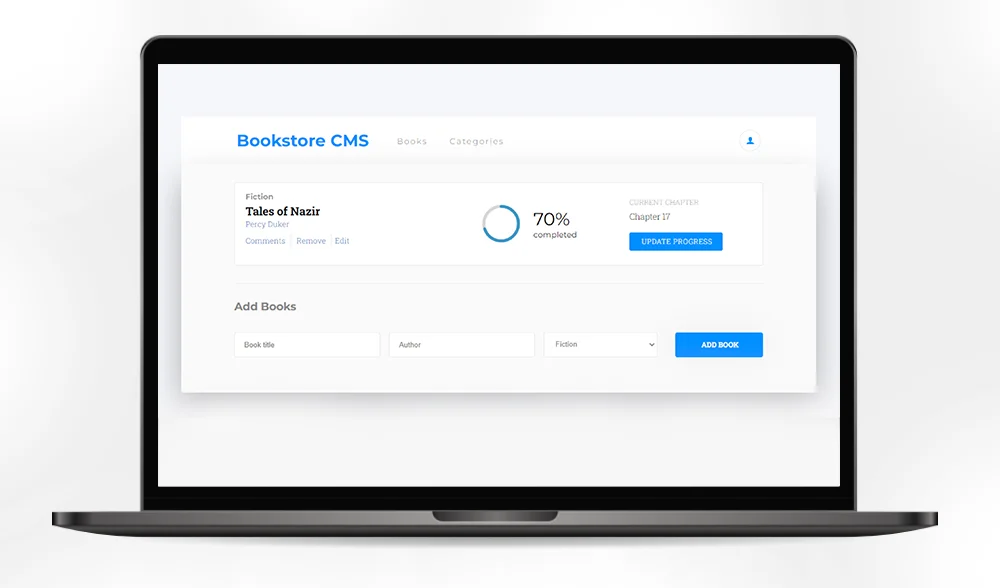 Bookstore CMS Books Categories
Fiction
Tales of Nazir
Percy Duker
Comments Remove Edit
70%
completed
CURRENT CHAPTER
Chapter 17
UPDATE PROGRESS
Add Books
Book title Author Fiction ADD BOOK